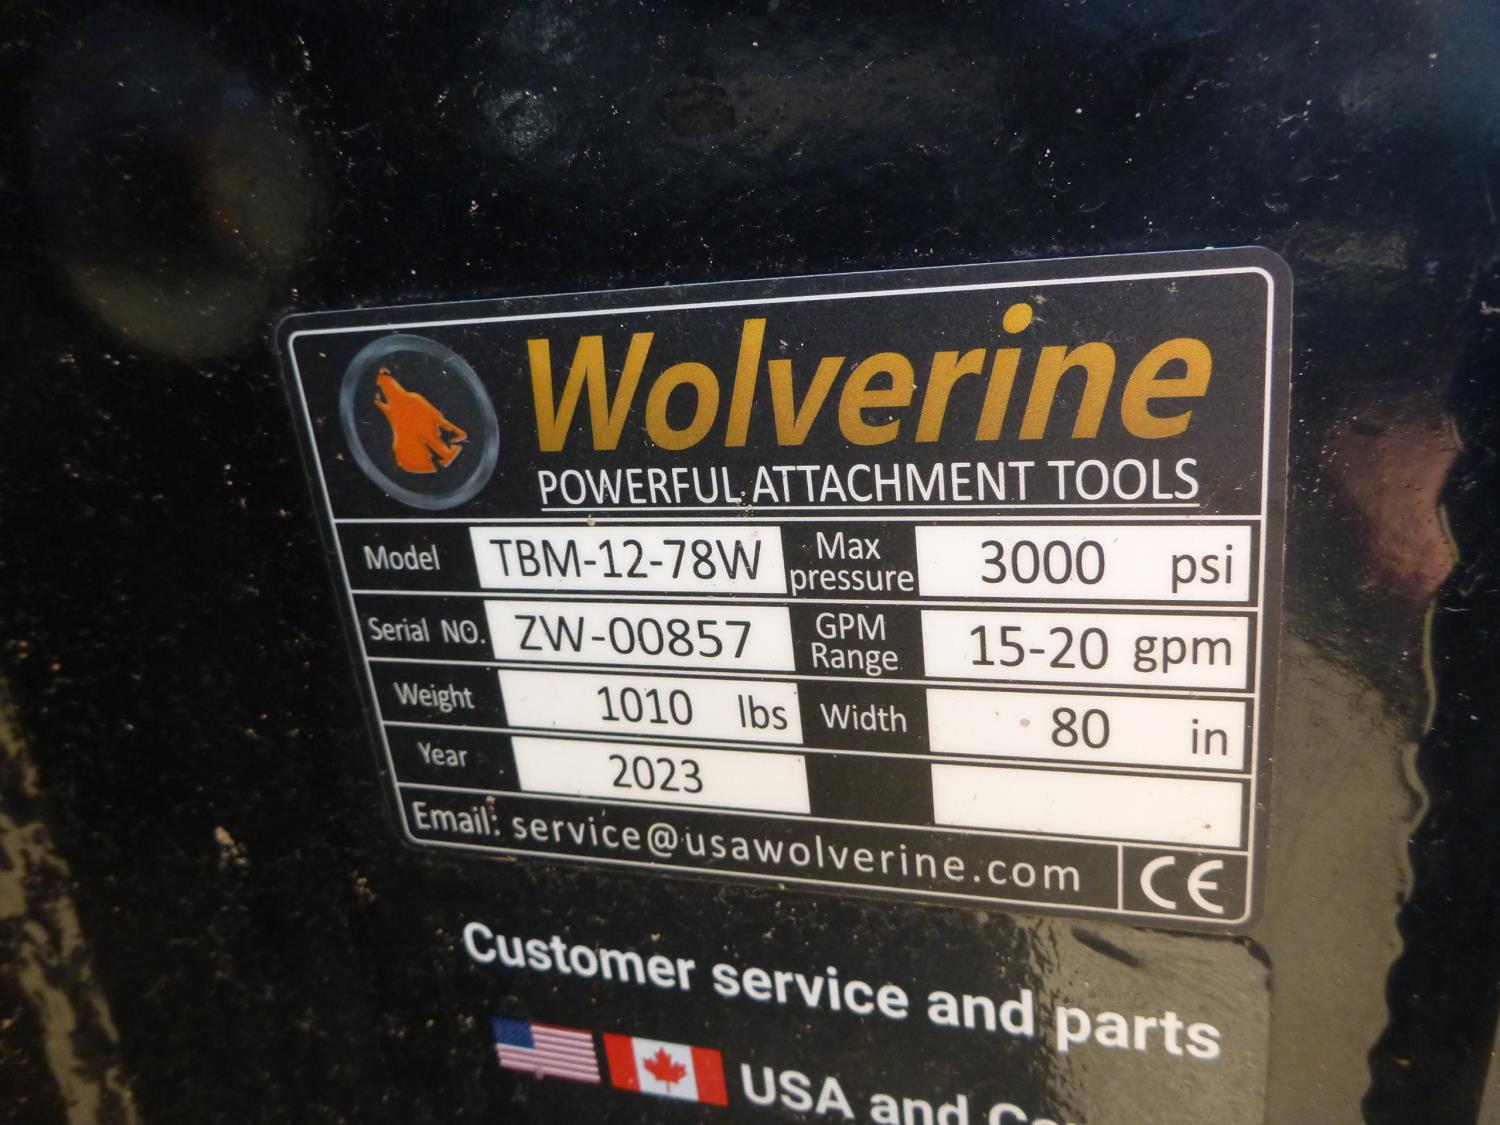 Wolverine
POWERFUL ATTACHMENT TOOLS
Model TBM-12-78W Max pressure 3000 psi
Serial NO. ZW-00857 GPM Range 15-20 gpm
Weight 1010 lbs Width 80 in
Year 2023
Email: service@usawolverine.com CE
Customer service and parts
USA and